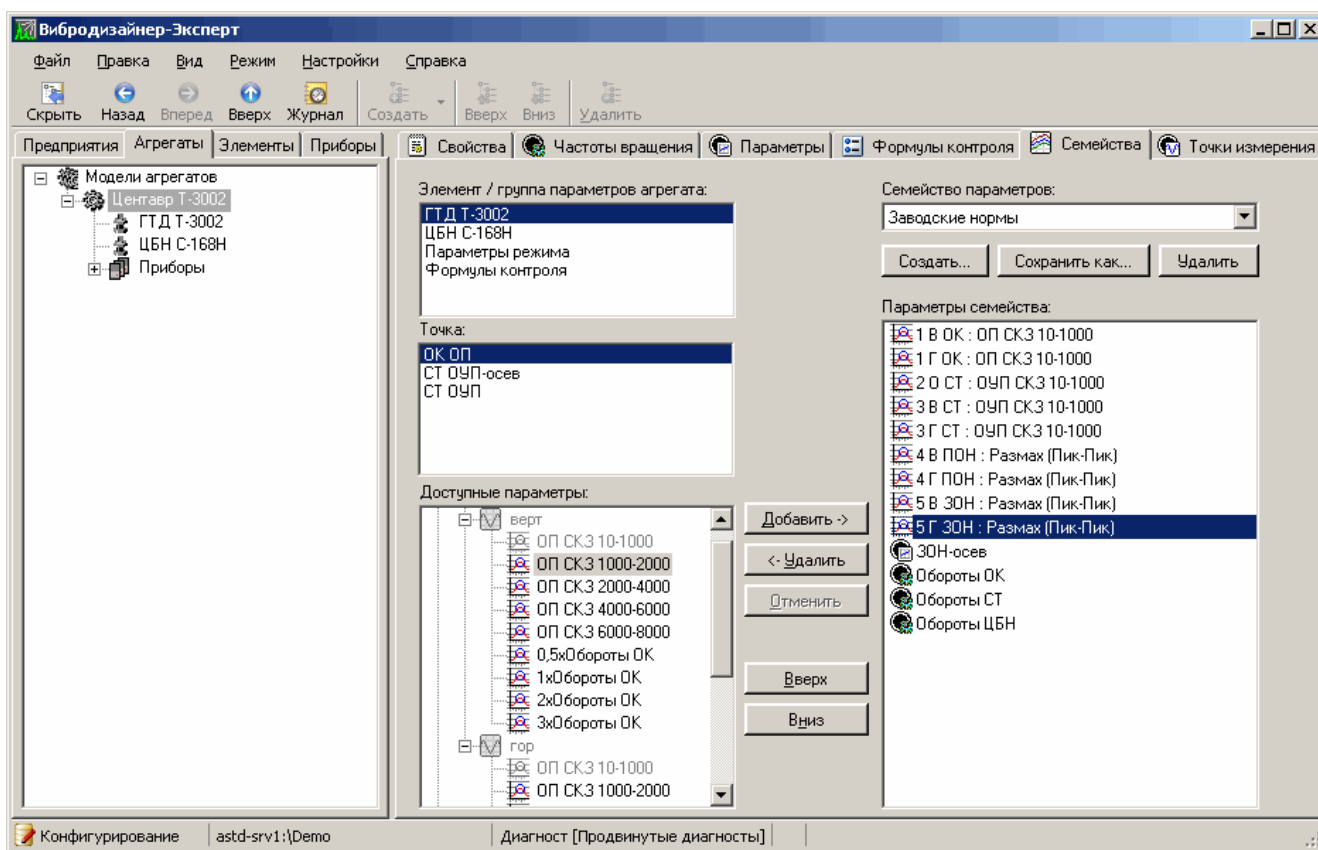 Вибродизайнер-Эксперт
Файл Правка Вид Режим Настройки Справка
Скрыть Назад Вперед Вверх Журнал Создать Вверх Вниз Удалить
Предприятия Агрегаты Элементы Приборы
Свойства Частоты вращения Параметры Формулы контроля Семейства Точки измерения
Модели агрегатов
Центавр Т-3002
ГТД Т-3002
ЦБН С-168Н
Приборы
Элемент / группа параметров агрегата:
ГТД Т-3002
ЦБН С-168Н
Параметры режима
Формулы контроля
Точка:
ОК ОП
СТ ОУП-осев
СТ ОУП
Доступные параметры:
верт
ОП СКЗ 10-1000
ОП СКЗ 1000-2000
ОП СКЗ 2000-4000
ОП СКЗ 4000-6000
ОП СКЗ 6000-8000
0,5xОбороты ОК
1xОбороты ОК
2xОбороты ОК
3xОбороты ОК
гор
ОП СКЗ 10-1000
ОП СКЗ 1000-2000
Добавить ->
<- Удалить
Отменить
Вверх
Вниз
Семейство параметров:
Заводские нормы
Создать... Сохранить как... Удалить
Параметры семейства:
1 В ОК : ОП СКЗ 10-1000
1 Г ОК : ОП СКЗ 10-1000
2 О СТ : ОУП СКЗ 10-1000
3 В СТ : ОУП СКЗ 10-1000
3 Г СТ : ОУП СКЗ 10-1000
4 В ПОН : Размах (Пик-Пик)
4 Г ПОН : Размах (Пик-Пик)
5 В ЗОН : Размах (Пик-Пик)
5 Г ЗОН : Размах (Пик-Пик)
ЗОН-осев
Обороты ОК
Обороты СТ
Обороты ЦБН
Конфигурирование astd-srv1:\Demo Диагност [Продвинутые диагносты]